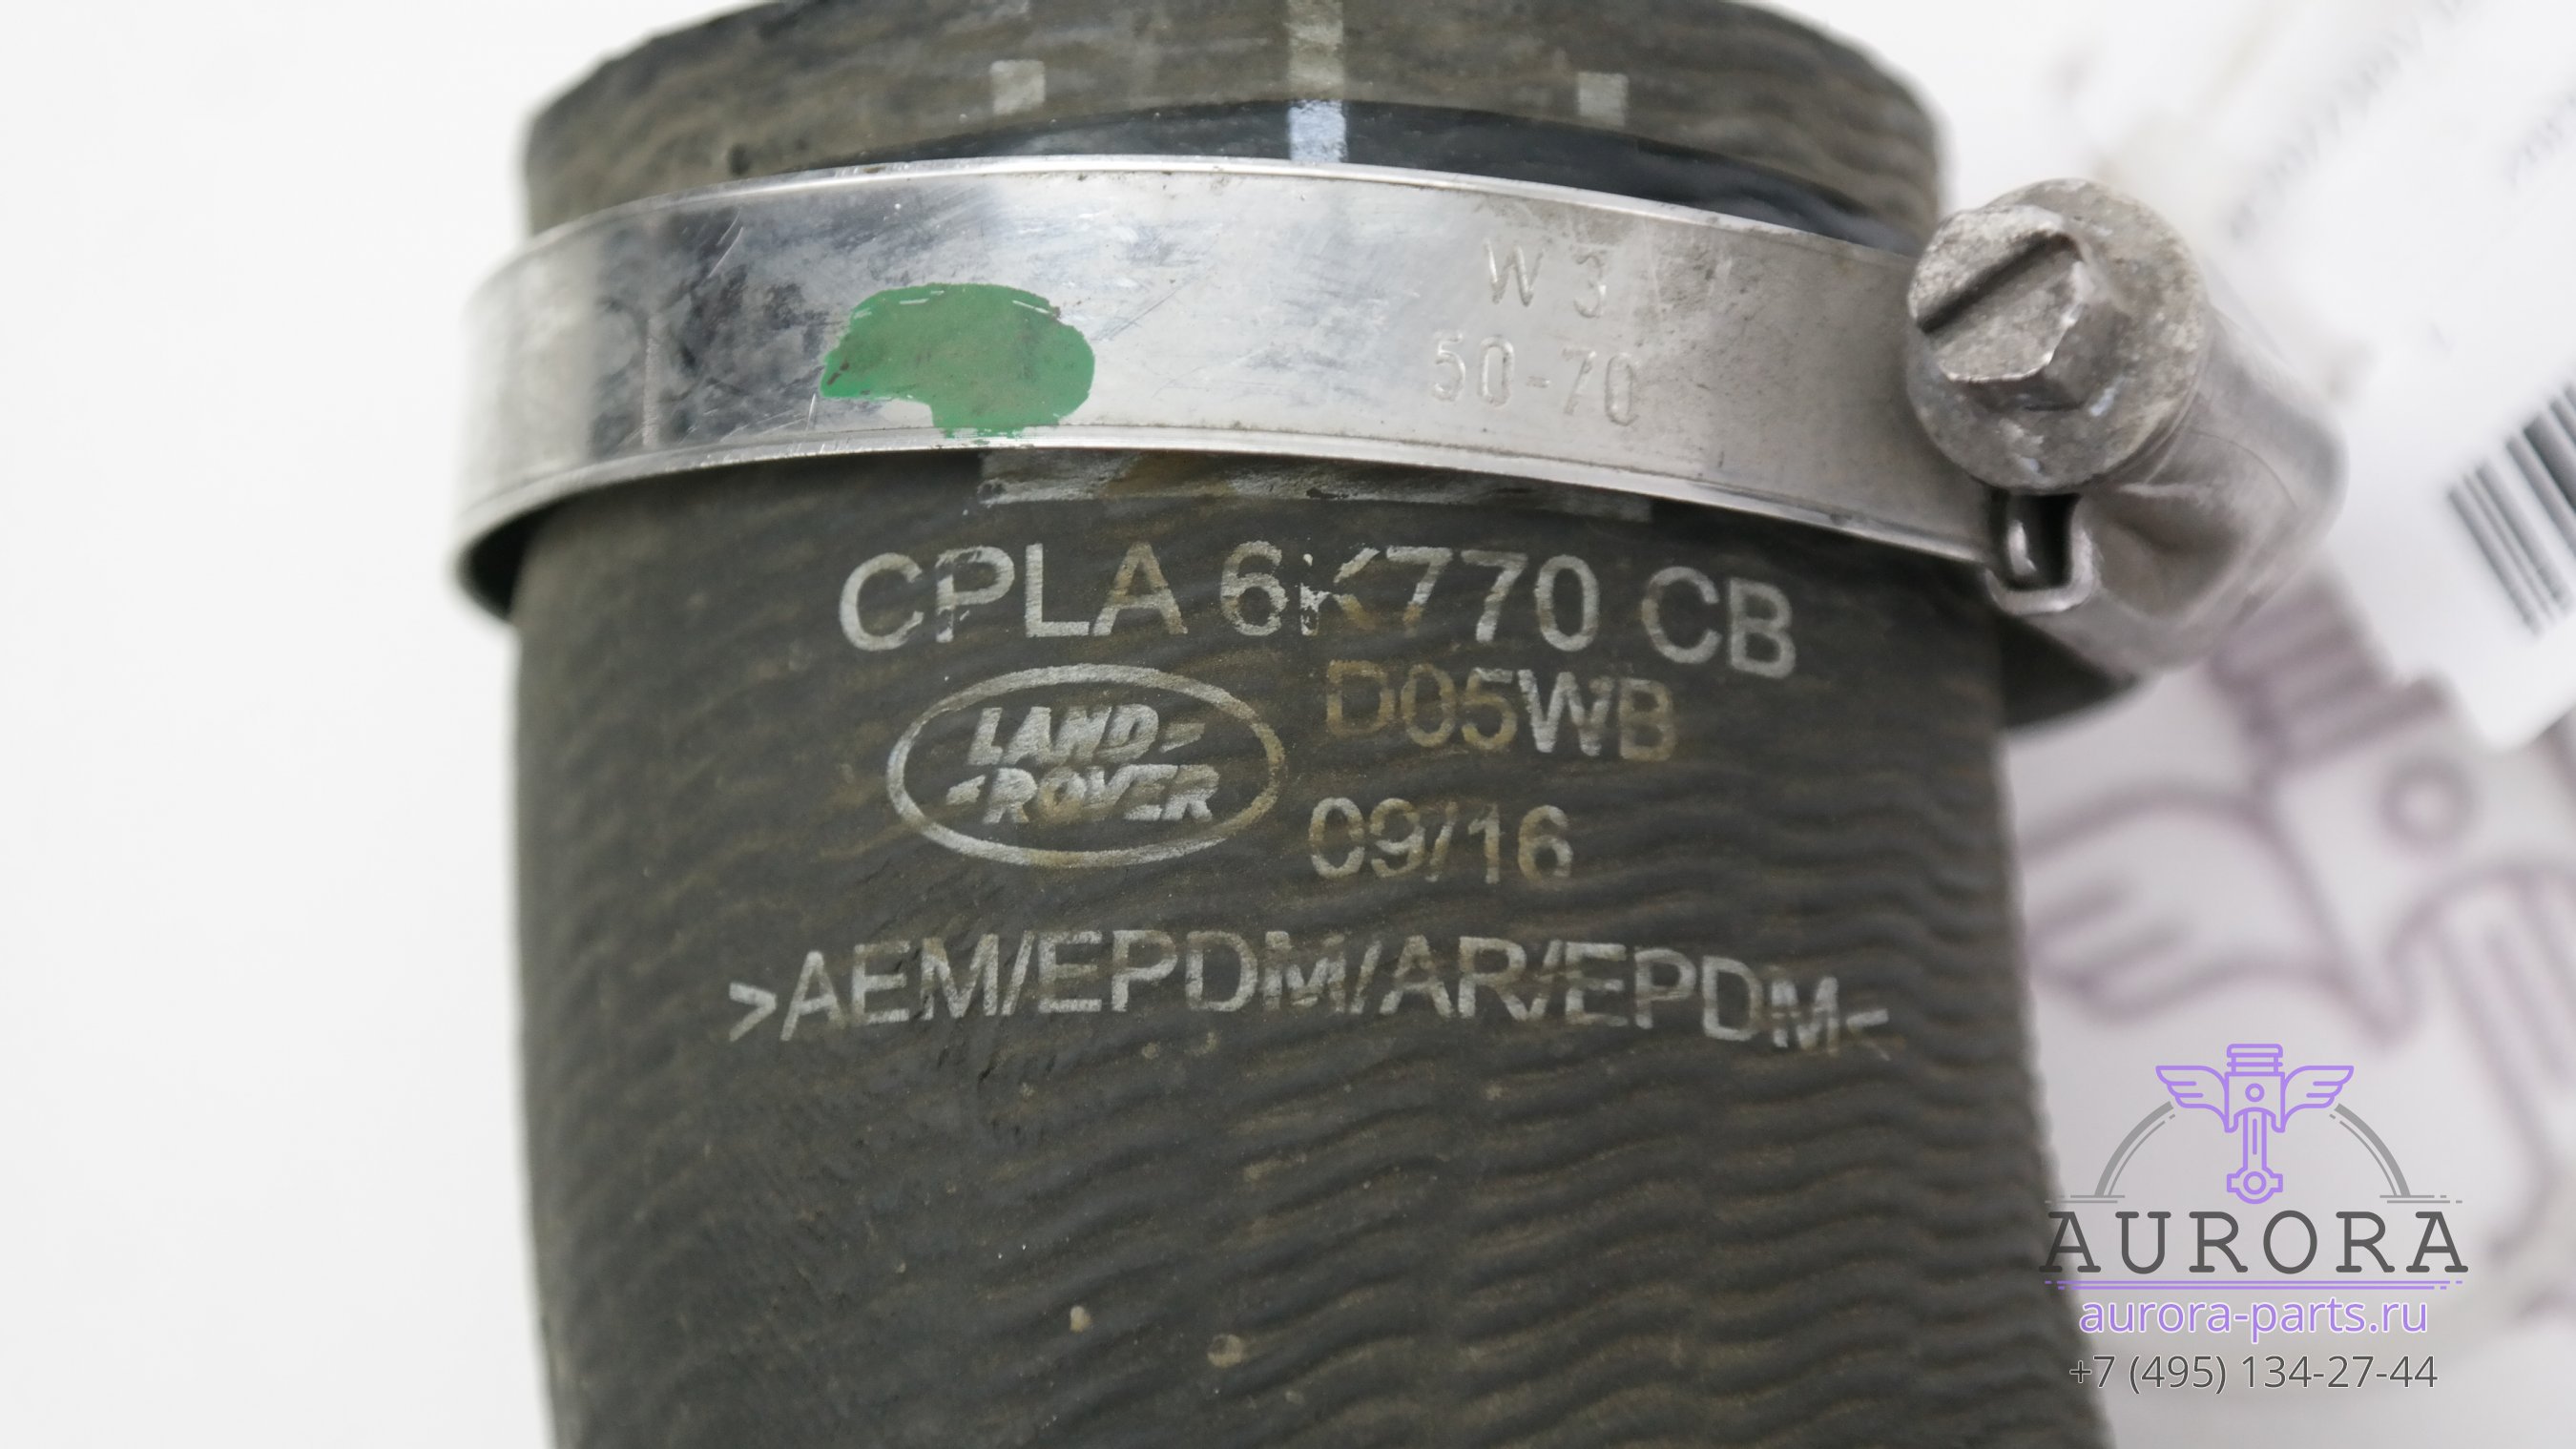 W 3
50-70
CPLA 6K770 CB
LAND-
-ROVER
D05WB
09/16
>AEM/EPDM/AR/EPDM<
AURORA
aurora-parts.ru
+7 (495) 134-27-44